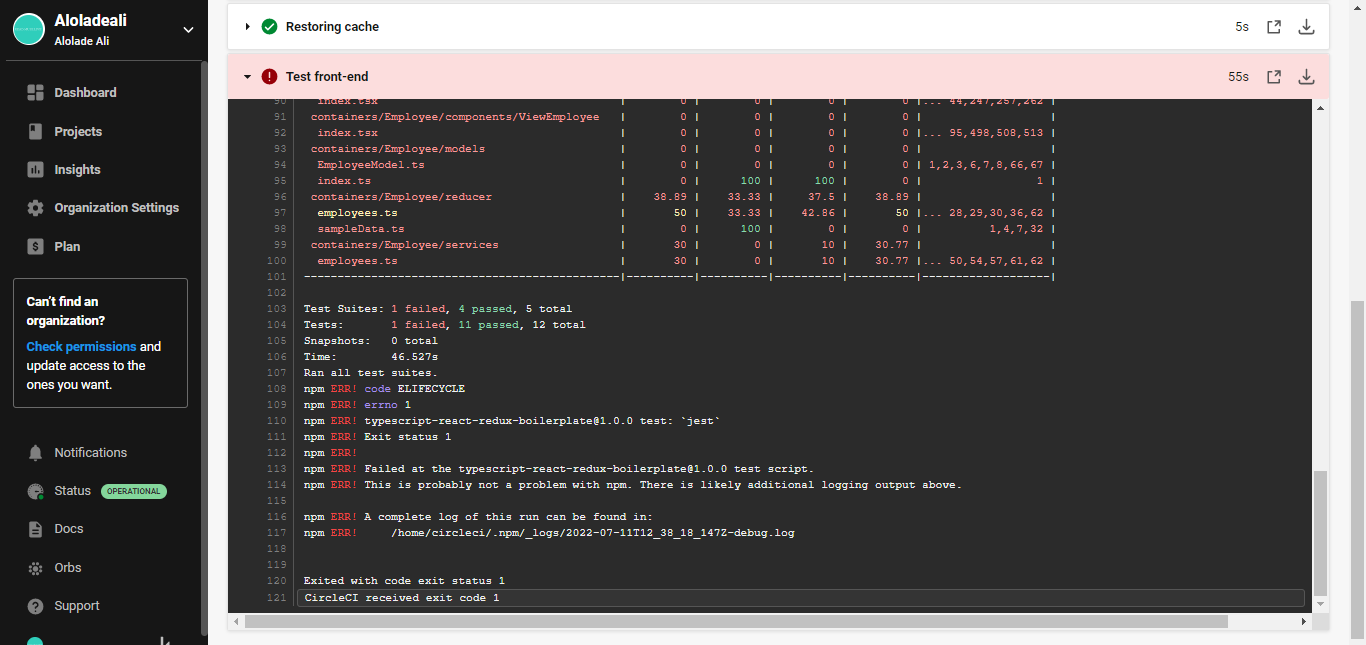 Aloladeali
Alolade Ali
Dashboard
Projects
Insights
Organization Settings
Plan
Can't find an
organization?
Check permissions and
update access to the
ones you want.
Notifications
Status OPERATIONAL
Docs
Orbs
Support
Restoring cache 5s
Test front-end 55s
90 index.tsx | 0 | 0 | 0 | 0 |... 44,247,257,262 |
91 containers/Employee/components/ViewEmployee | 0 | 0 | 0 | 0 | |
92 index.tsx | 0 | 0 | 0 | 0 |... 95,498,508,513 |
93 containers/Employee/models | 0 | 0 | 0 | 0 | |
94 EmployeeModel.ts | 0 | 0 | 0 | 0 | 1,2,3,6,7,8,66,67 |
95 index.ts | 0 | 100 | 100 | 0 | 1 |
96 containers/Employee/reducer | 38.89 | 33.33 | 37.5 | 38.89 | |
97 employees.ts | 50 | 33.33 | 42.86 | 50 |... 28,29,30,36,62 |
98 sampleData.ts | 0 | 100 | 0 | 0 | 1,4,7,32 |
99 containers/Employee/services | 30 | 0 | 10 | 30.77 | |
100 employees.ts | 30 | 0 | 10 | 30.77 |... 50,54,57,61,62 |
101 -----------------------------------------------|----------|----------|----------|----------|-------------------|
102
103 Test Suites: 1 failed, 4 passed, 5 total
104 Tests: 1 failed, 11 passed, 12 total
105 Snapshots: 0 total
106 Time: 46.527s
107 Ran all test suites.
108 npm ERR! code ELIFECYCLE
109 npm ERR! errno 1
110 npm ERR! typescript-react-redux-boilerplate@1.0.0 test: `jest`
111 npm ERR! Exit status 1
112 npm ERR!
113 npm ERR! Failed at the typescript-react-redux-boilerplate@1.0.0 test script.
114 npm ERR! This is probably not a problem with npm. There is likely additional logging output above.
115
116 npm ERR! A complete log of this run can be found in:
117 npm ERR! /home/circleci/.npm/_logs/2022-07-11T12_38_18_147Z-debug.log
118
119
120 Exited with code exit status 1
121 CircleCI received exit code 1